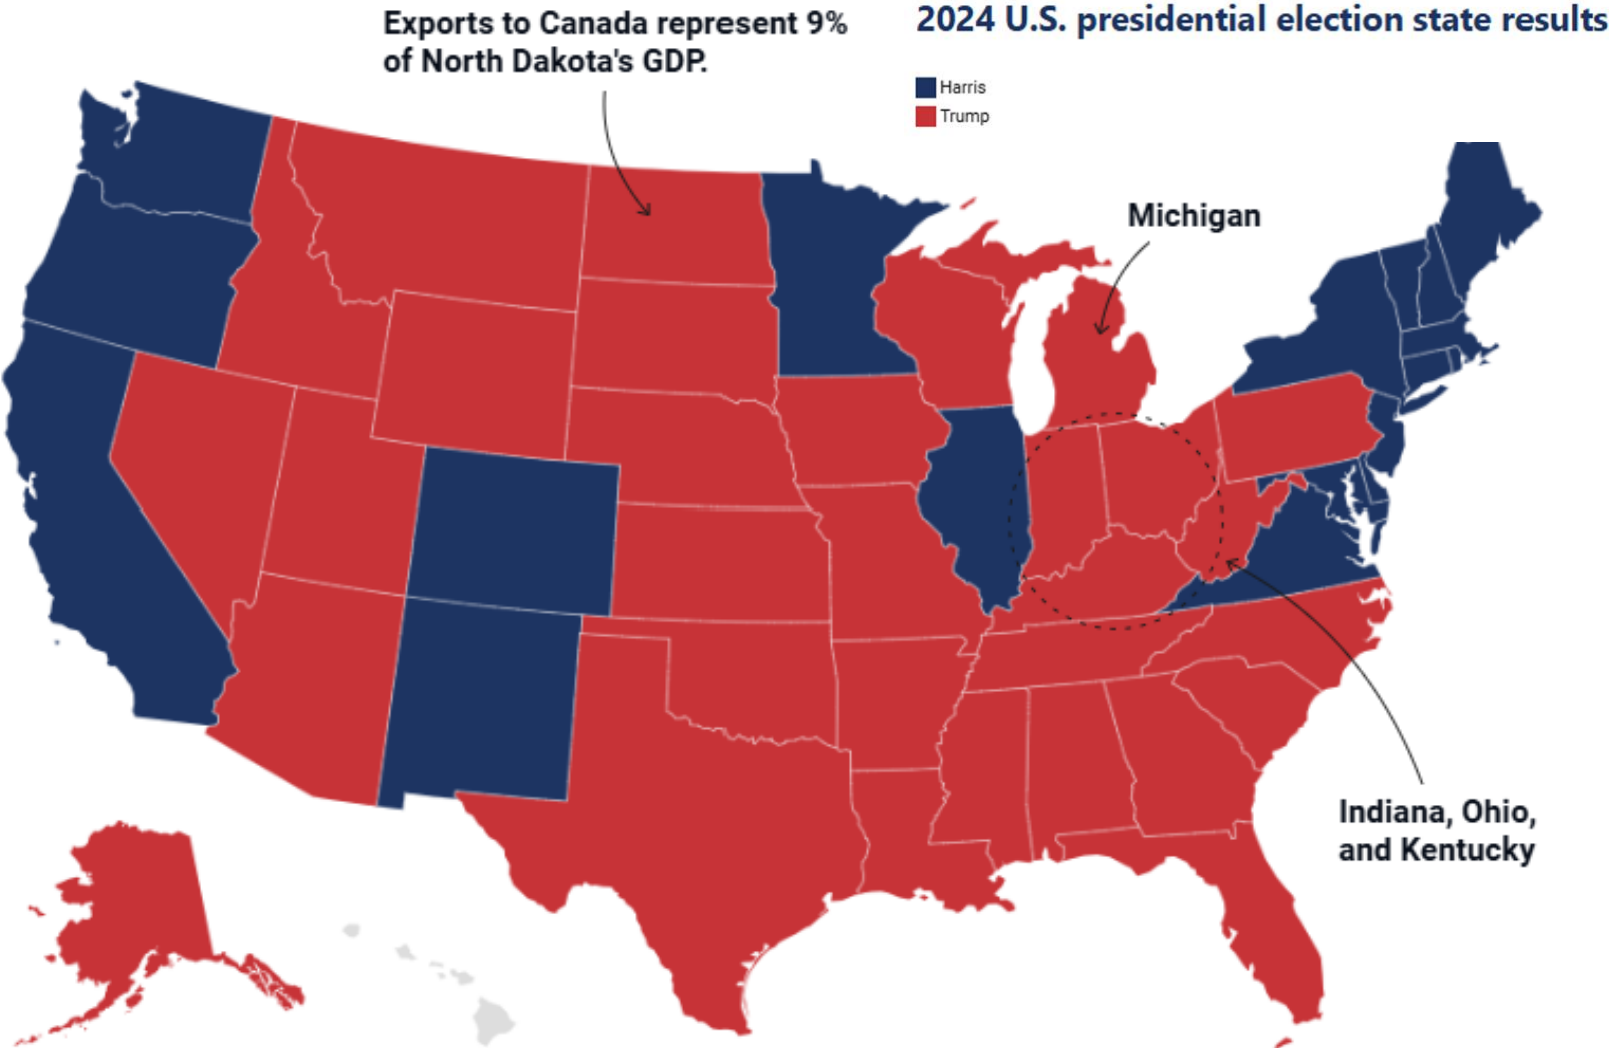 Exports to Canada represent 9%
of North Dakota's GDP.
2024 U.S. presidential election state results
Harris
Trump
Michigan
Indiana, Ohio,
and Kentucky